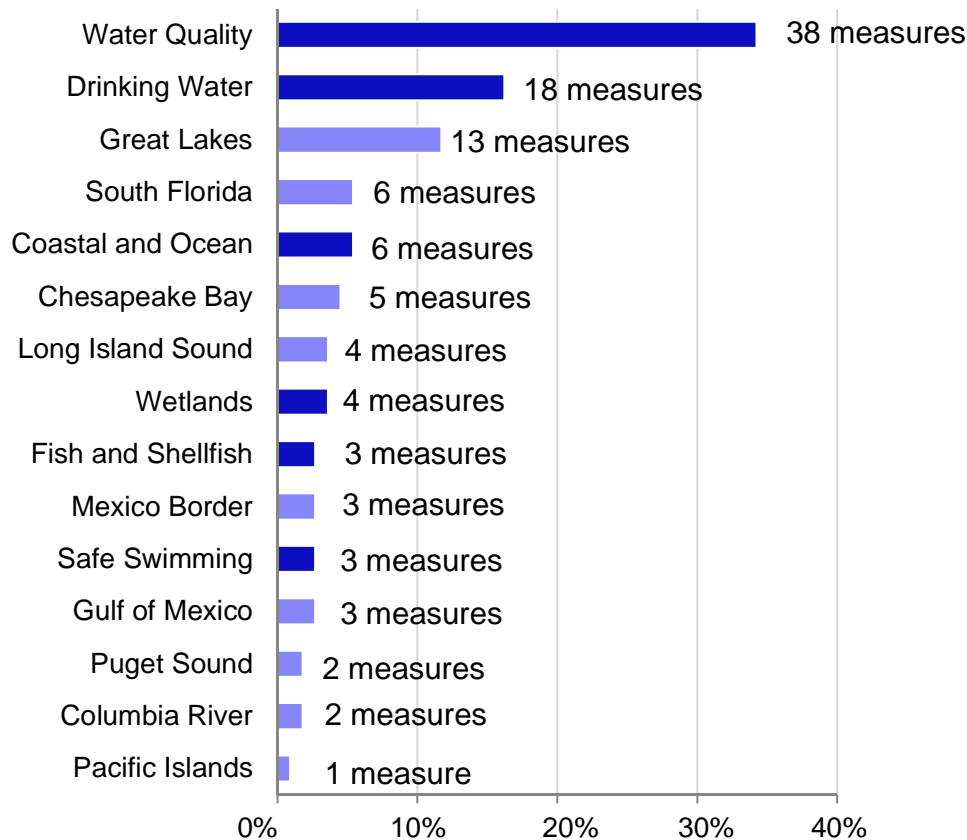 Water Quality 38 measures
Drinking Water 18 measures
Great Lakes 13 measures
South Florida 6 measures
Coastal and Ocean 6 measures
Chesapeake Bay 5 measures
Long Island Sound 4 measures
Wetlands 4 measures
Fish and Shellfish 3 measures
Mexico Border 3 measures
Safe Swimming 3 measures
Gulf of Mexico 3 measures
Puget Sound 2 measures
Columbia River 2 measures
Pacific Islands 1 measure
0% 10% 20% 30% 40%